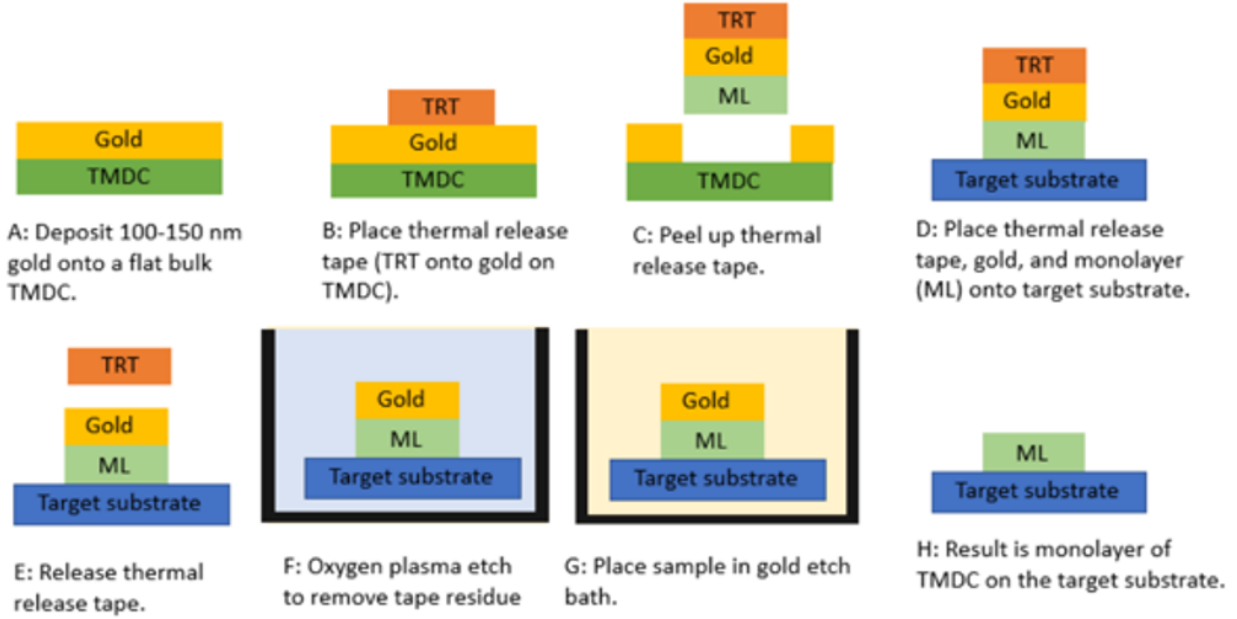 Gold
TMDC
A: Deposit 100-150 nm
gold onto a flat bulk
TMDC.
TRT
Gold
TMDC
B: Place thermal release
tape (TRT onto gold on
TMDC).
TRT
Gold
ML
TMDC
C: Peel up thermal
release tape.
TRT
Gold
ML
Target substrate
D: Place thermal release
tape, gold, and monolayer
(ML) onto target substrate.
TRT
Gold
ML
Target substrate
E: Release thermal
release tape.
Gold
ML
Target substrate
F: Oxygen plasma etch
to remove tape residue
Gold
ML
Target substrate
G: Place sample in gold etch
bath.
ML
Target substrate
H: Result is monolayer of
TMDC on the target substrate.